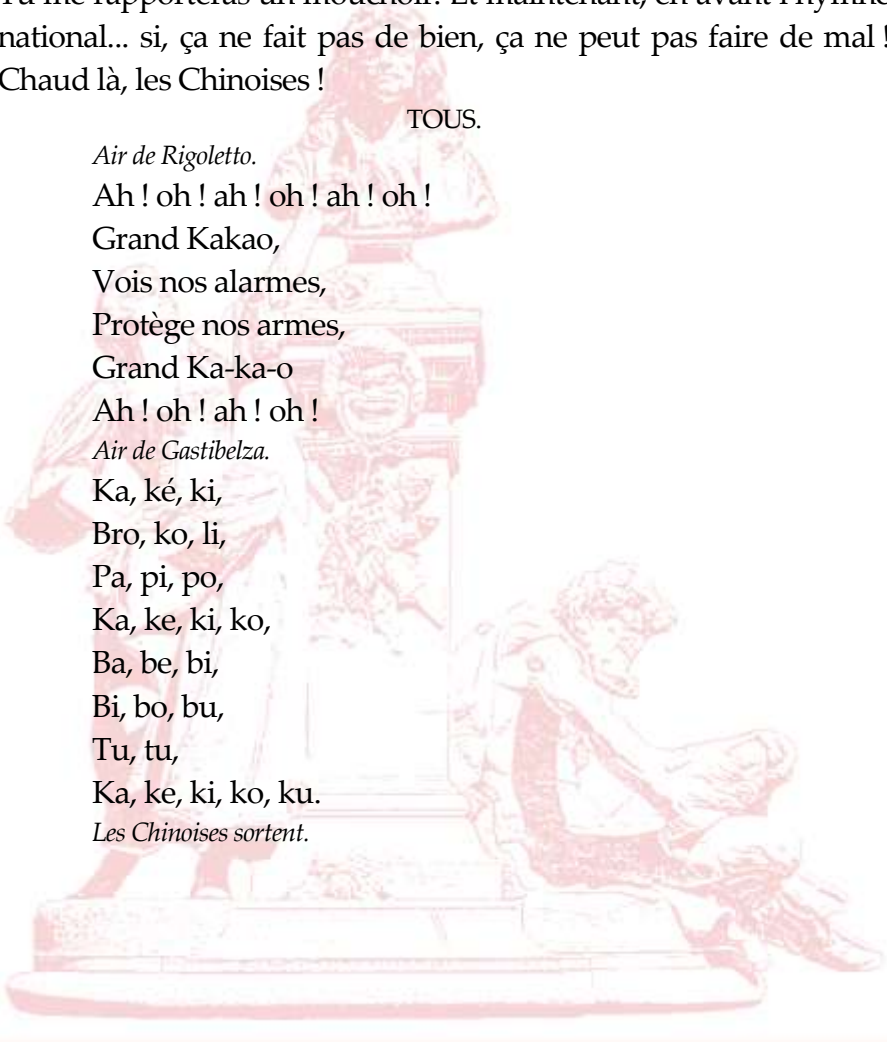 Tu me rapporteras un mouchoir. Et maintenant, en avant l'hymne
national... si, ça ne fait pas de bien, ça ne peut pas faire de mal !
Chaud là, les Chinoises !
TOUS.
Air de Rigoletto.
Ah ! oh ! ah ! oh ! ah ! oh !
Grand Kakao,
Vois nos alarmes,
Protège nos armes,
Grand Ka-ka-o
Ah ! oh ! ah ! oh !
Air de Gastibelza.
Ka, ké, ki,
Bro, ko, li,
Pa, pi, po,
Ka, ke, ki, ko,
Ba, be, bi,
Bi, bo, bu,
Tu, tu,
Ka, ke, ki, ko, ku.
Les Chinoises sortent.